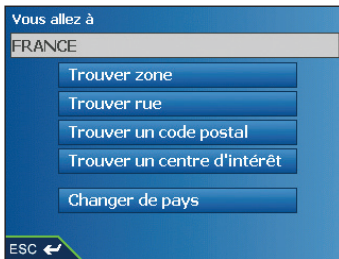 Vous allez à
FRANCE
Trouver zone
Trouver rue
Trouver un code postal
Trouver un centre d'intérêt
Changer de pays
ESC